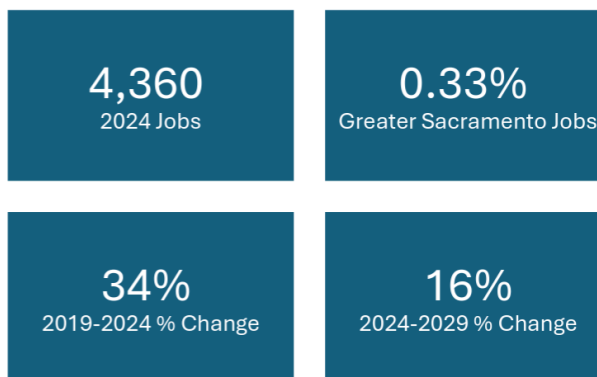 4,360
2024 Jobs
0.33%
Greater Sacramento Jobs
34%
2019-2024 % Change
16%
2024-2029 % Change